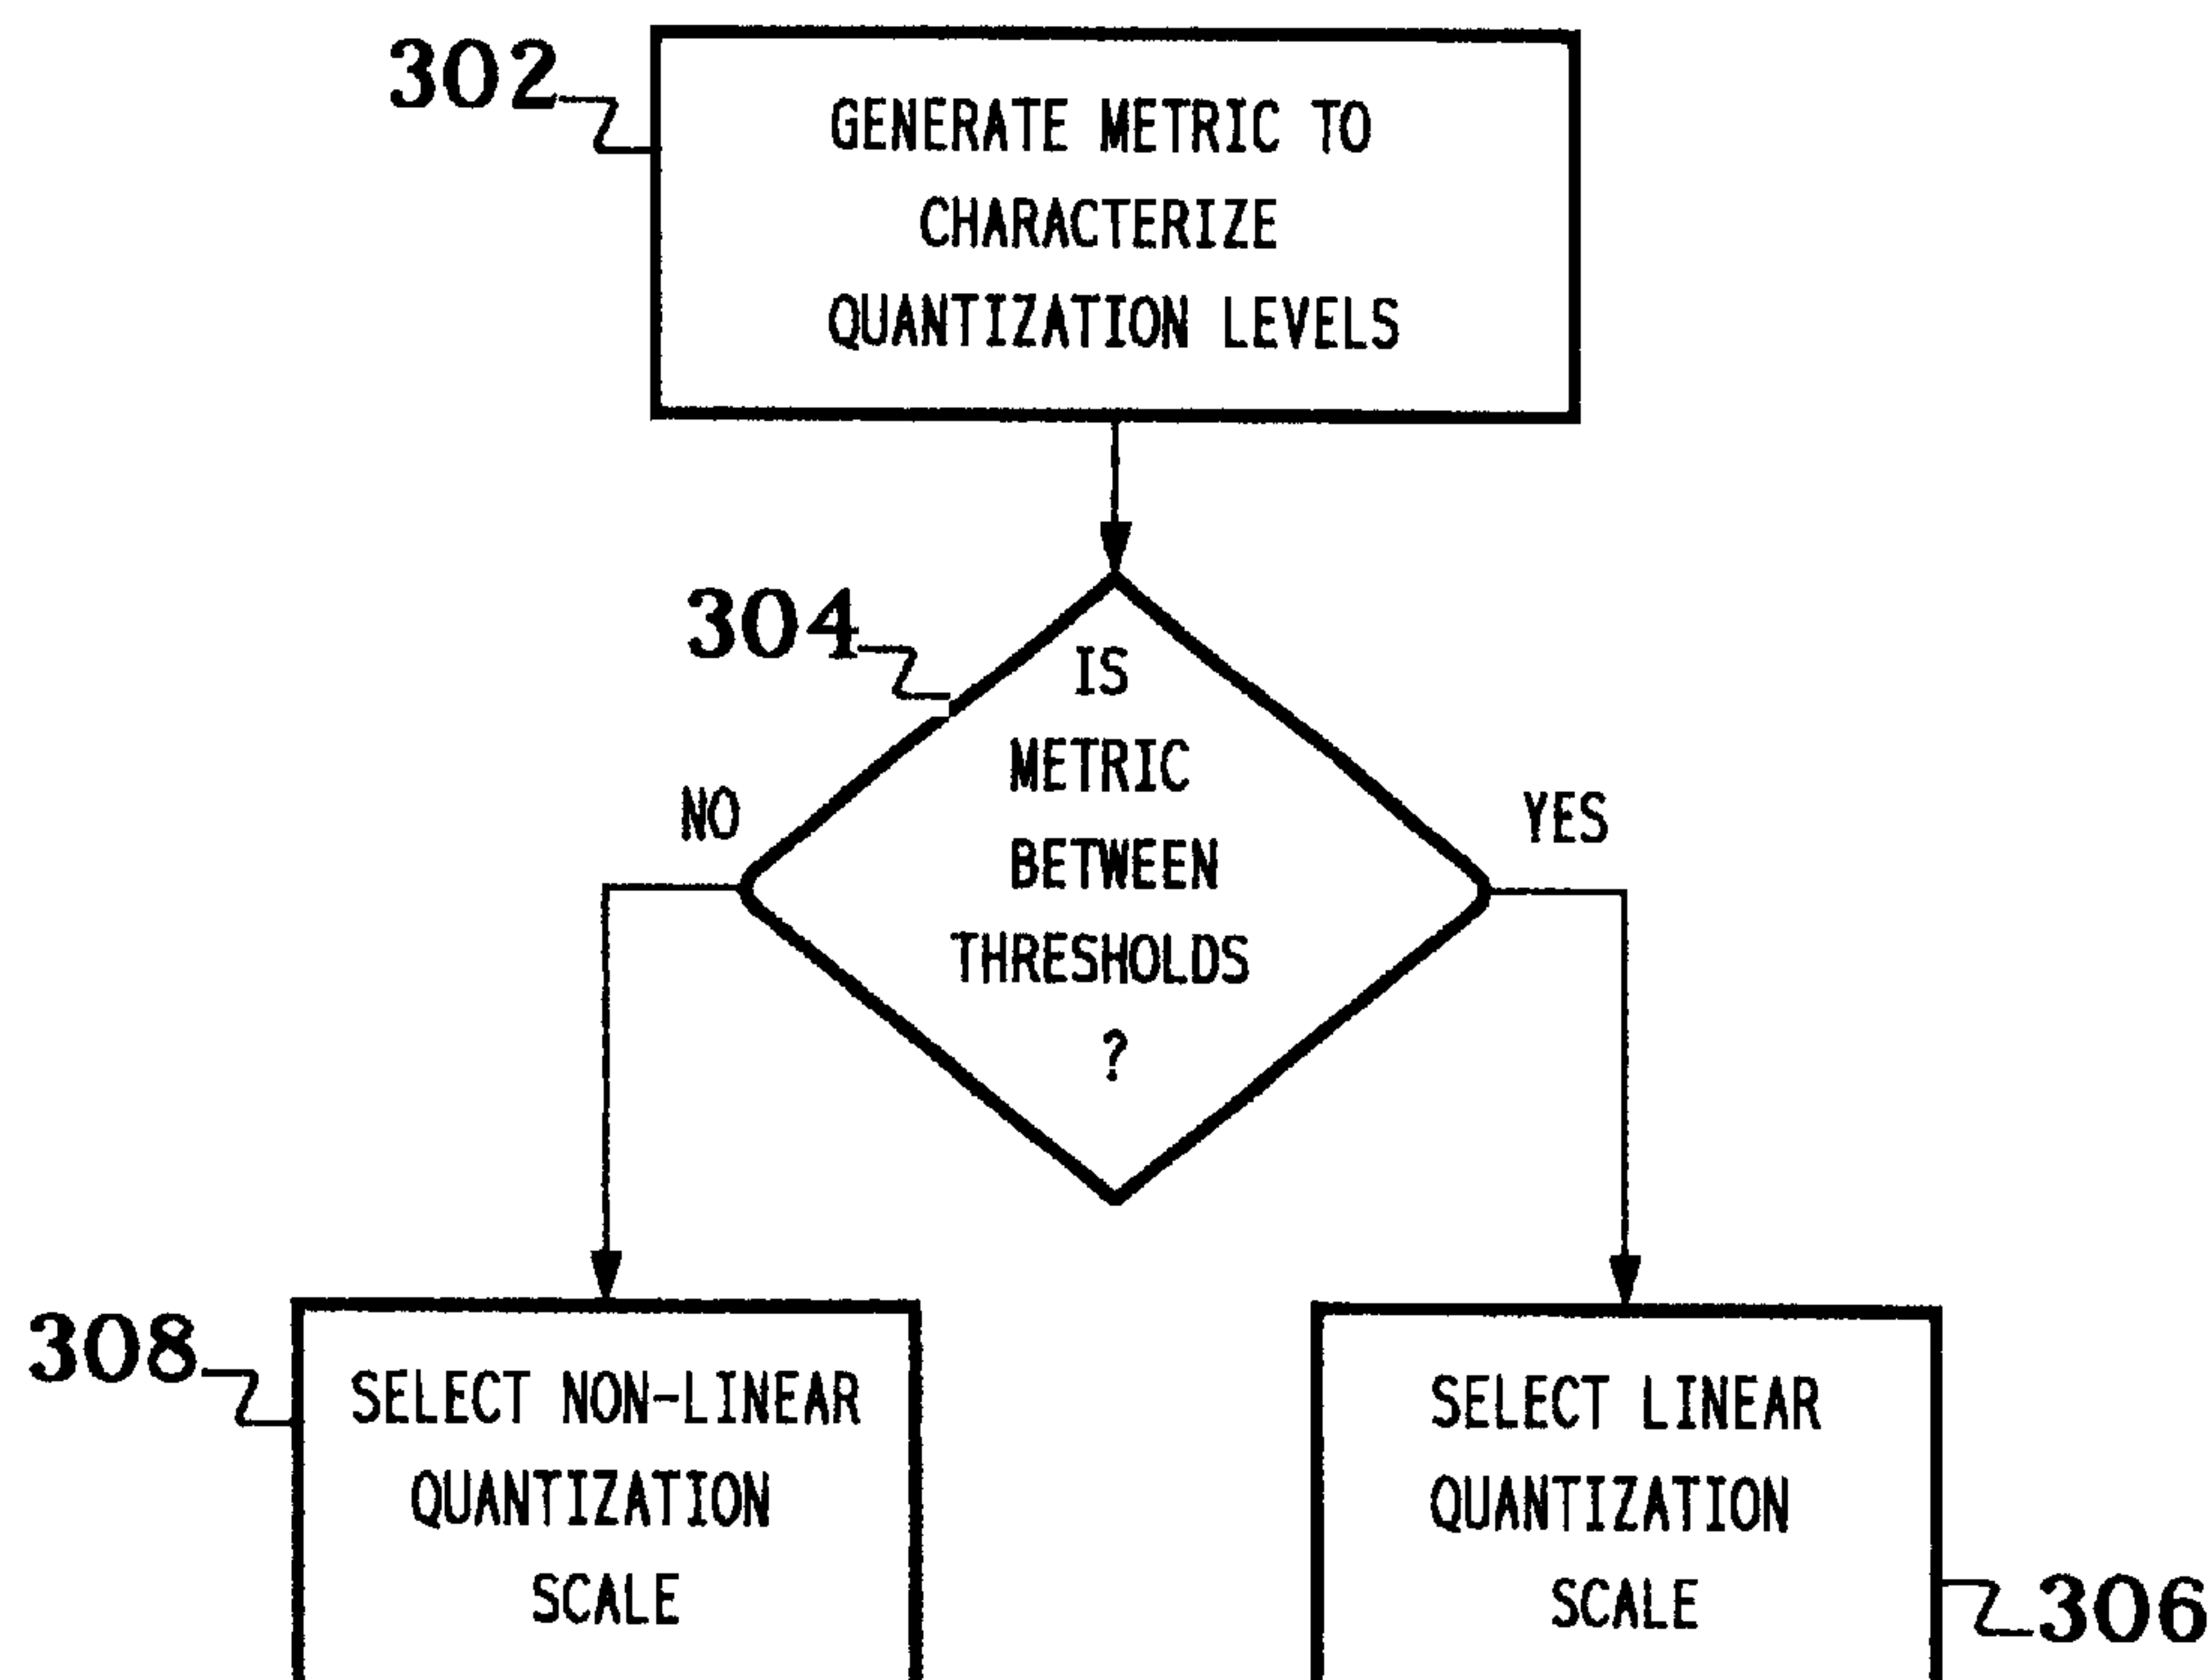 302
GENERATE METRIC TO
CHARACTERIZE
QUANTIZATION LEVELS
304
IS
METRIC
BETWEEN
THRESHOLDS
?
NO
YES
308
SELECT NON-LINEAR
QUANTIZATION
SCALE
SELECT LINEAR
QUANTIZATION
SCALE
306